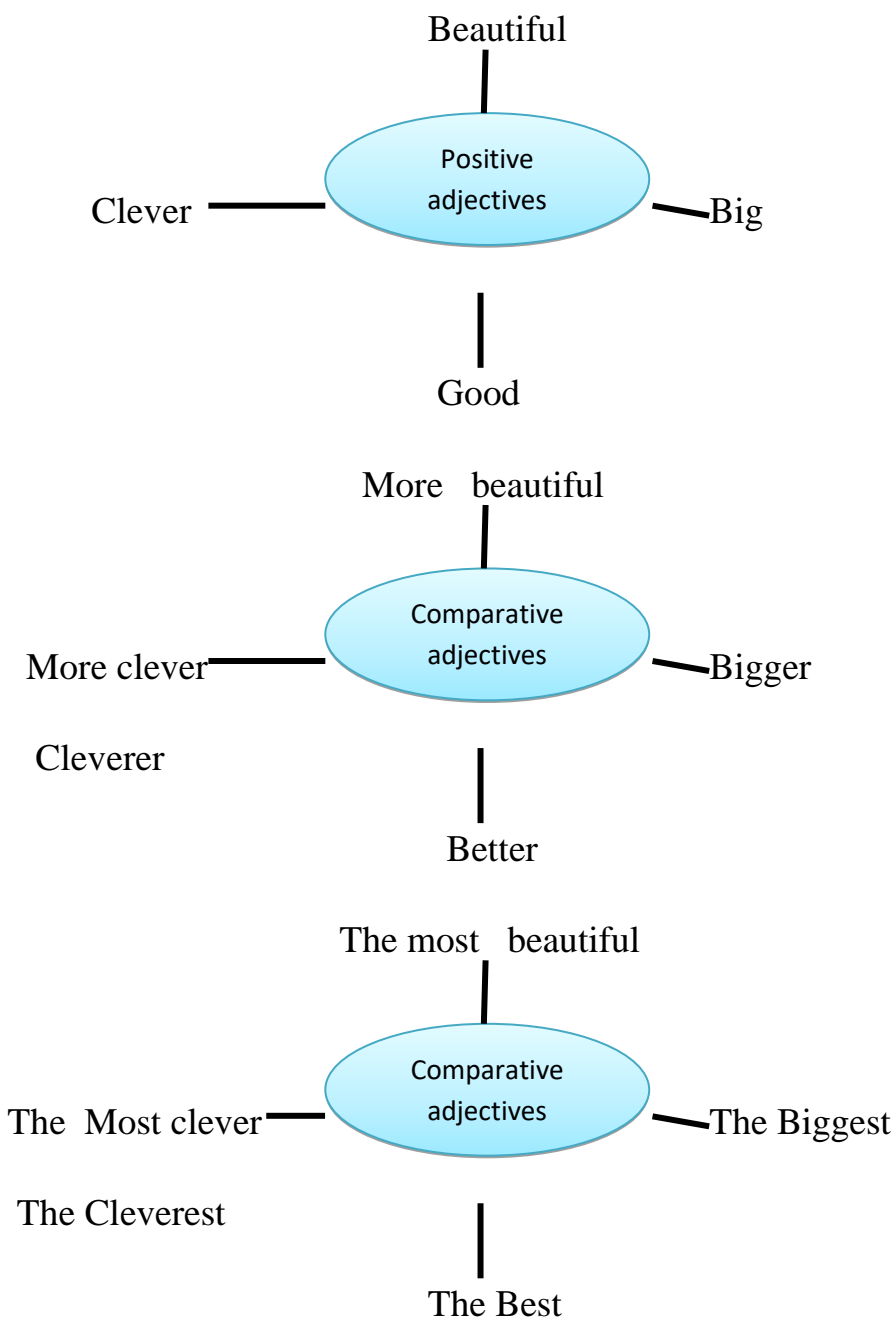 Beautiful
Positive
adjectives
Clever
Big
Good
More beautiful
Comparative
adjectives
More clever
Bigger
Cleverer
Better
The most beautiful
Comparative
adjectives
The Most clever
The Biggest
The Cleverest
The Best